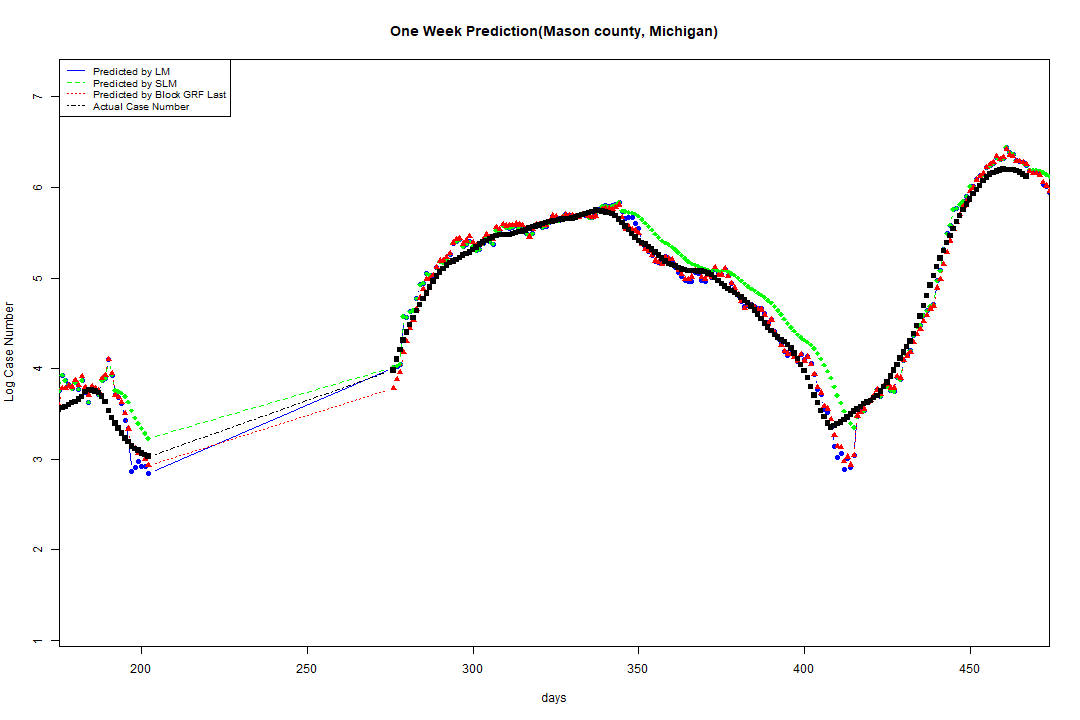 One Week Prediction(Mason county, Michigan)
Predicted by LM
Predicted by SLM
Predicted by Block GRF Last
Actual Case Number
7
6
5
4
3
2
1
Log Case Number
200 250 300 350 400 450
days